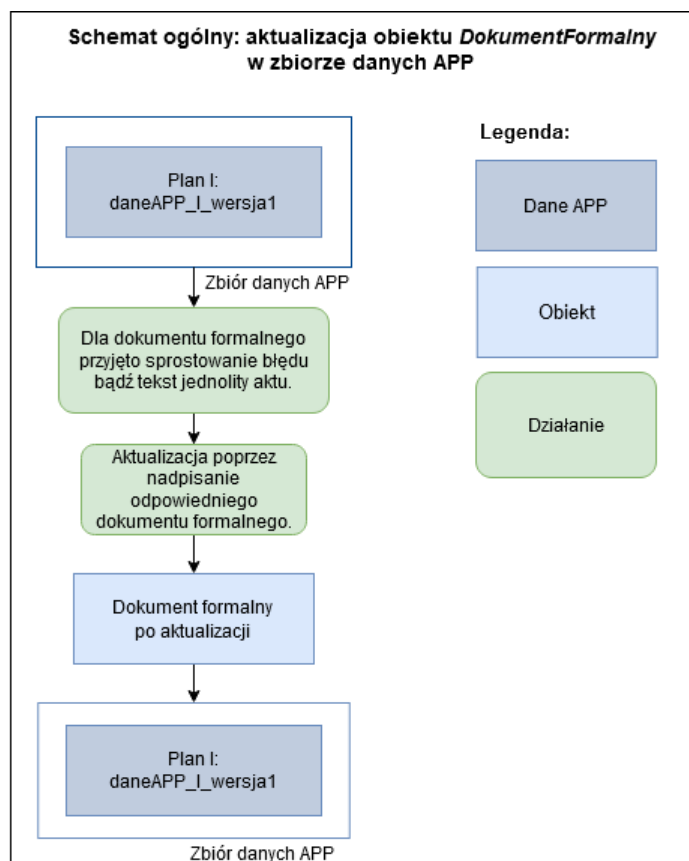 Schemat ogólny: aktualizacja obiektu DokumentFormalny
w zbiorze danych APP
Plan I:
daneAPP_I_wersja1
Zbiór danych APP
Dla dokumentu formalnego
przyjęto sprostowanie błędu
bądź tekst jednolity aktu.
Aktualizacja poprzez
nadpisanie
odpowiedniego
dokumentu formalnego.
Dokument formalny
po aktualizacji
Plan I:
daneAPP_I_wersja1
Zbiór danych APP
Legenda:
Dane APP
Obiekt
Działanie